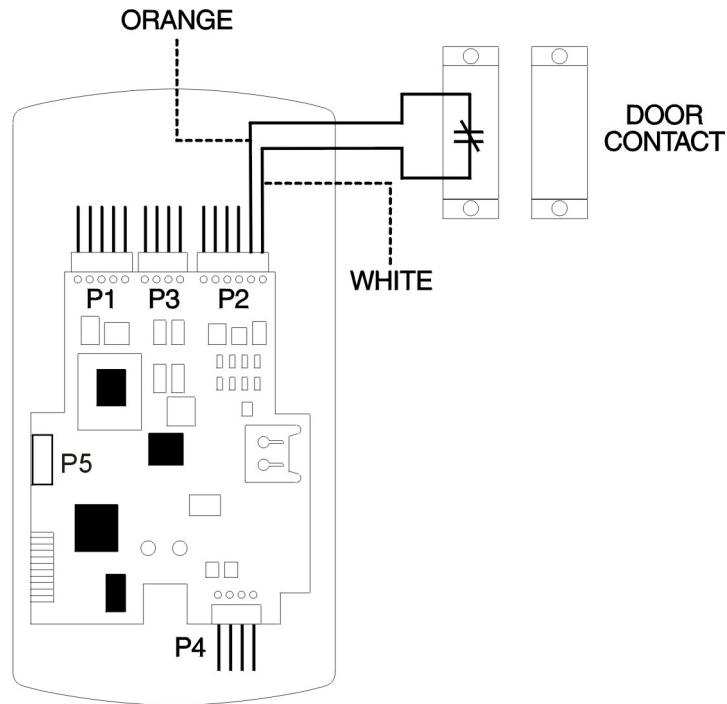 ORANGE
DOOR
CONTACT
WHITE
P1 P3 P2
P5
P4